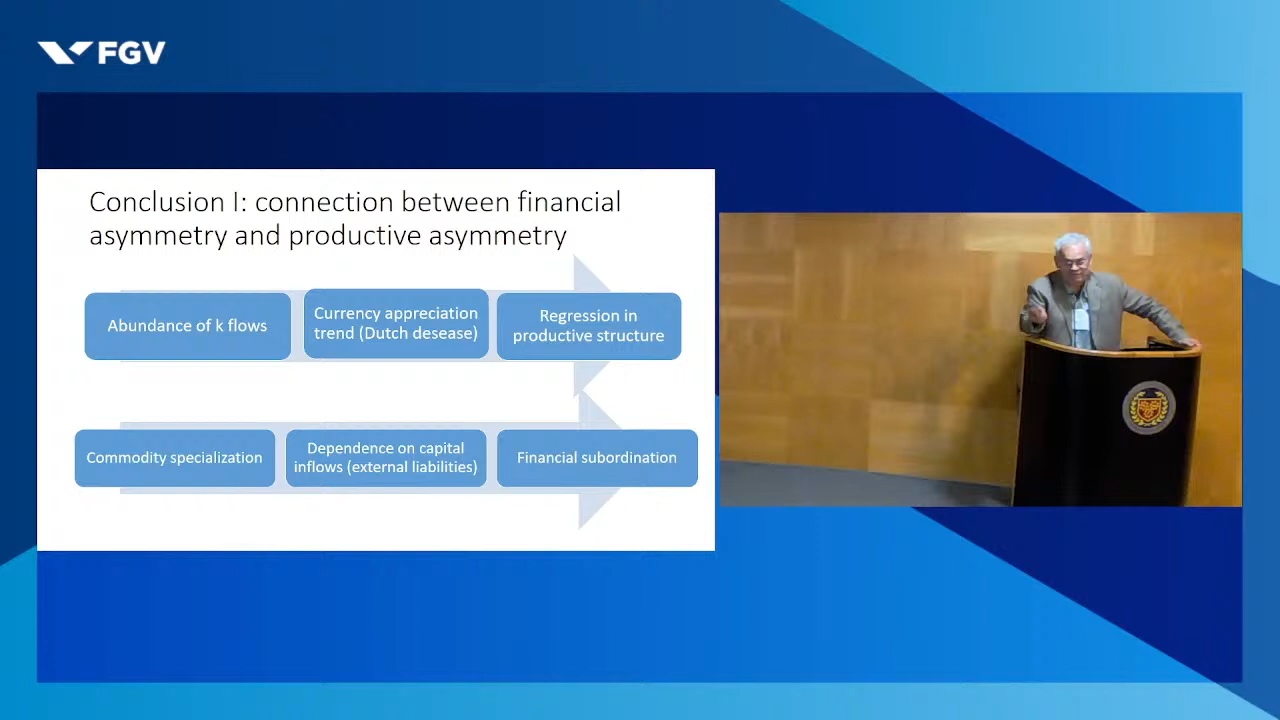 FGV
Conclusion I: connection between financial
asymmetry and productive asymmetry
Abundance of k flows
Currency appreciation
trend (Dutch desease)
Regression in
productive structure
Commodity specialization
Dependence on capital
inflows (external liabilities)
Financial subordination